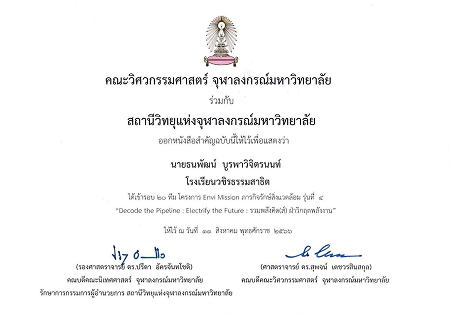 คณะวิศวกรรมศาสตร์ จุฬาลงกรณ์มหาวิทยาลัย
ร่วมกับ
สถานีวิทยุแห่งจุฬาลงกรณ์มหาวิทยาลัย
ออกหนังสือสำคัญฉบับนี้ให้ไว้เพื่อแสดงว่า
นายธนพัฒน์ บูรพาวิจิตรนนท์
โรงเรียนวชิรธรรมสาธิต
ได้เข้ารอบ ๒๐ ทีม โครงการ Envi Mission ภารกิจรักษ์สิ่งแวดล้อม รุ่นที่ ๔
"Decode the Pipeline : Electrify the Future : รวมพลังคิด(ส์) ฝ่าวิกฤตพลังงาน"
ให้ไว้ ณ วันที่ ๑๑ สิงหาคม พุทธศักราช ๒๕๖๖
(รองศาสตราจารย์ ดร.ปรีดา อัครจันทโชติ) (ศาสตราจารย์ ดร.สุพจน์ เตชวรสินสกุล)
คณบดีคณะนิเทศศาสตร์ จุฬาลงกรณ์มหาวิทยาลัย คณบดีคณะวิศวกรรมศาสตร์ จุฬาลงกรณ์มหาวิทยาลัย
รักษาการกรรมการผู้อำนวยการ สถานีวิทยุแห่งจุฬาลงกรณ์มหาวิทยาลัย